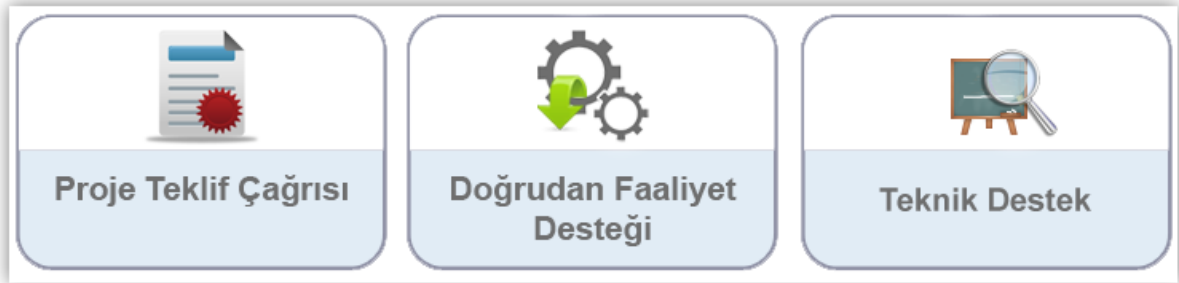 Proje Teklif Çağrısı
Doğrudan Faaliyet
Desteği
Teknik Destek